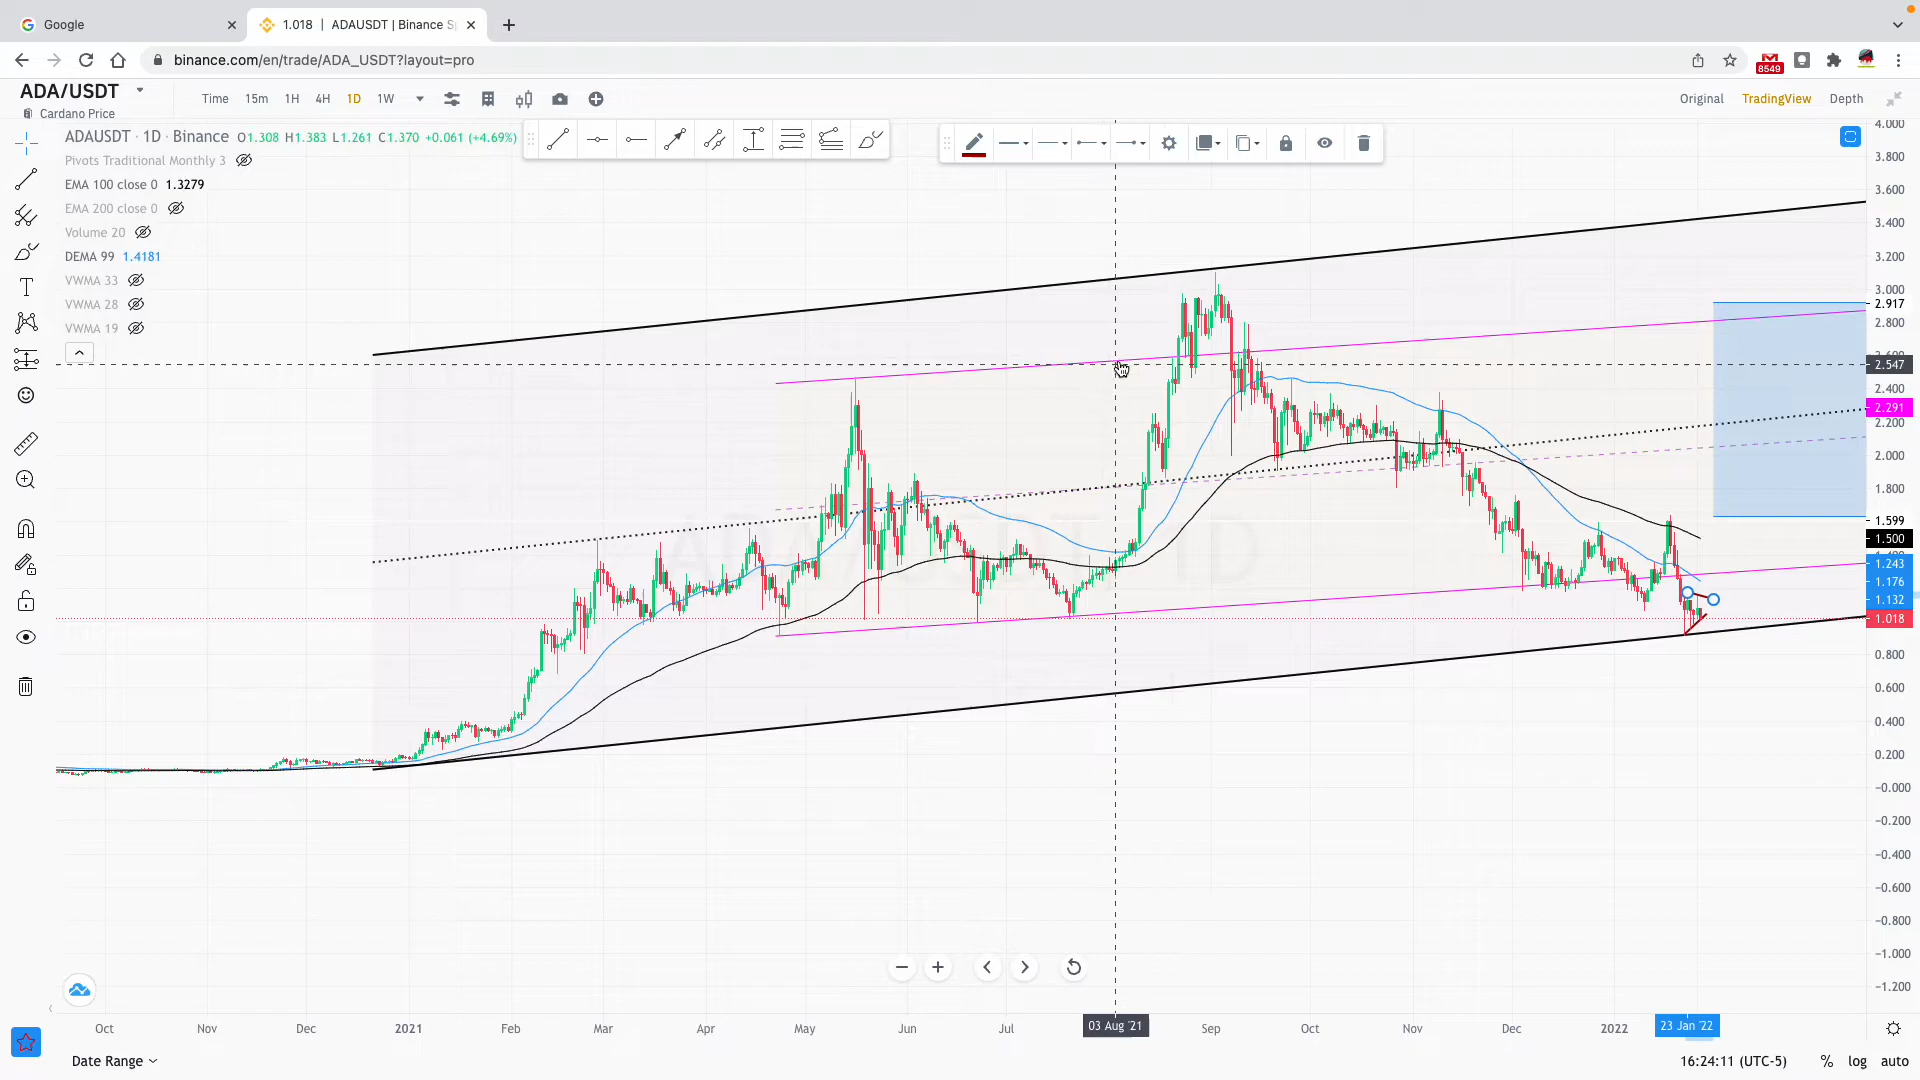 Google
1.018 | ADAUSDT | Binance S
binance.com/en/trade/ADA_USDT?layout=pro
8549
ADA/USDT
Cardano Price
Time 15m 1H 4H 1D 1W
Original TradingView Depth
ADAUSDT · 1D · Binance O1.308 H1.383 L1.261 C1.370 +0.061 (+4.69%)
Pivots Traditional Monthly 3
EMA 100 close 0 1.3279
EMA 200 close 0
Volume 20
DEMA 99 1.4181
VWMA 33
VWMA 28
VWMA 19
4.000
3.800
3.600
3.400
3.200
3.000
2.917
2.800
2.547
2.400
2.291
2.200
2.000
1.800
1.599
1.500
1.243
1.176
1.132
1.018
0.800
0.600
0.400
0.200
−0.000
−0.200
−0.400
−0.600
−0.800
−1.000
−1.200
Oct Nov Dec 2021 Feb Mar Apr May Jun Jul 03 Aug '21 Sep Oct Nov Dec 2022 23 Jan '22
Date Range
16:24:11 (UTC-5) % log auto